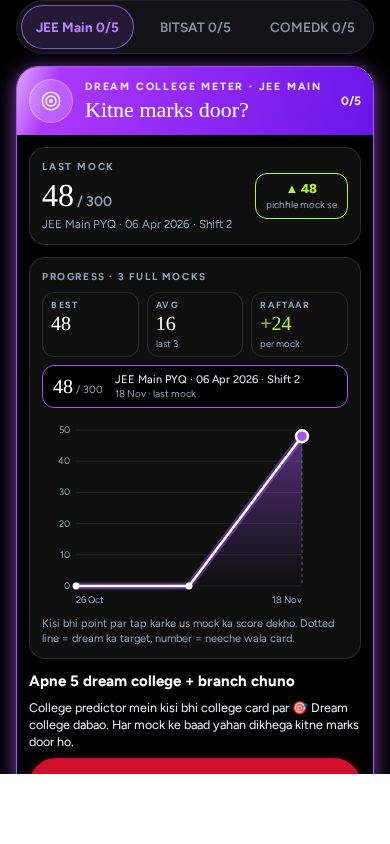 JEE Main 0/5
BITSAT 0/5
COMEDK 0/5
DREAM COLLEGE METER · JEE MAIN
Kitne marks door?
0/5
LAST MOCK
48 / 300
JEE Main PYQ · 06 Apr 2026 · Shift 2
▲ 48
pichhle mock se
PROGRESS · 3 FULL MOCKS
BEST
48
AVG
16
last 3
RAFTAAR
+24
per mock
48 / 300
JEE Main PYQ · 06 Apr 2026 · Shift 2
18 Nov · last mock
50
40
30
20
10
0
26 Oct
18 Nov
Kisi bhi point par tap karke us mock ka score dekho. Dotted
line = dream ka target, number = neeche wala card.
Apne 5 dream college + branch chuno
College predictor mein kisi bhi college card par 🎯 Dream
college dabao. Har mock ke baad yahan dikhega kitne marks
door ho.